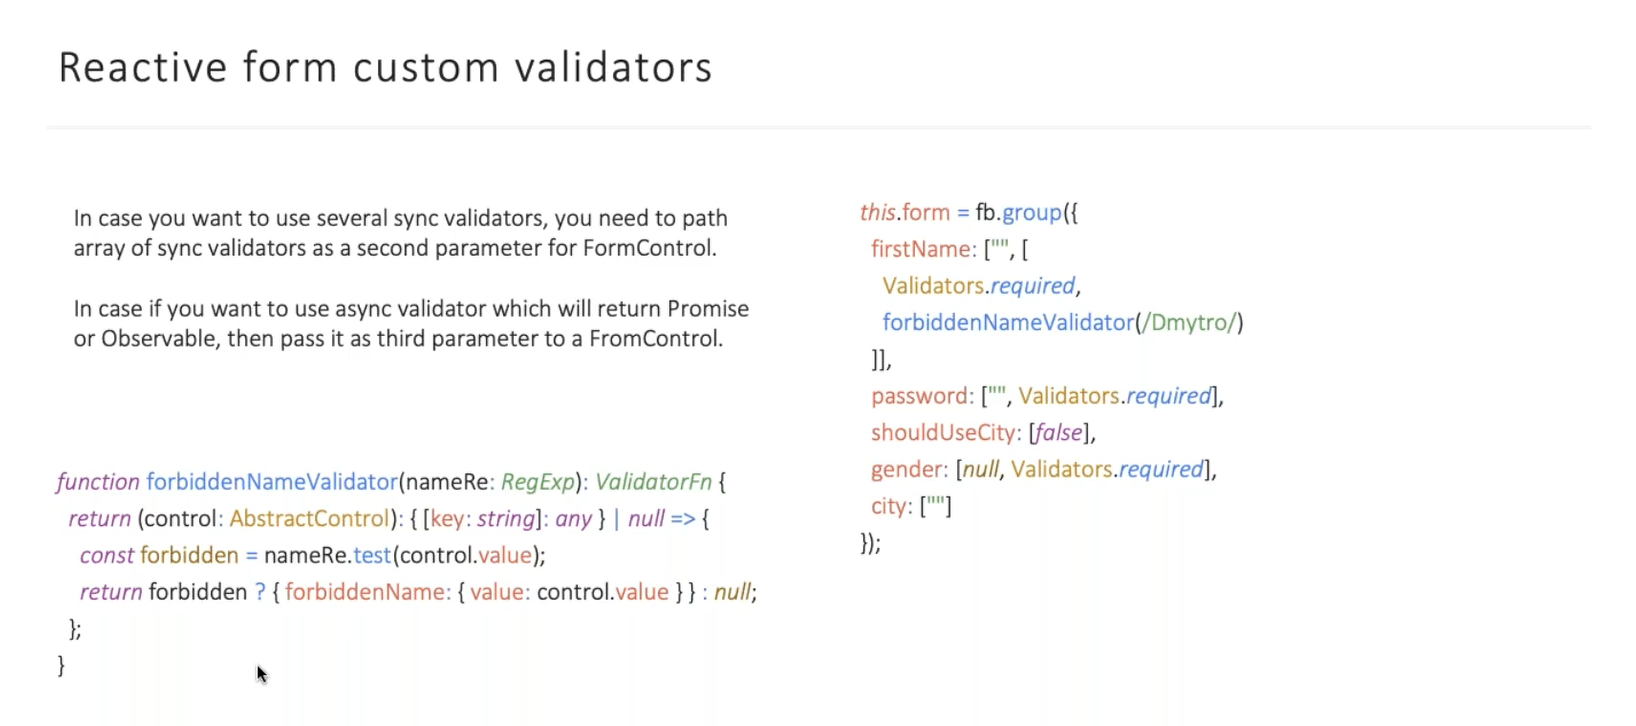 Reactive form custom validators
In case you want to use several sync validators, you need to path
array of sync validators as a second parameter for FormControl.
In case if you want to use async validator which will return Promise
or Observable, then pass it as third parameter to a FromControl.
function forbiddenNameValidator(nameRe: RegExp): ValidatorFn {
return (control: AbstractControl): { [key: string]: any } | null => {
const forbidden = nameRe.test(control.value);
return forbidden ? { forbiddenName: { value: control.value } } : null;
};
}
this.form = fb.group({
firstName: ["", [
Validators.required,
forbiddenNameValidator(/Dmytro/)
]],
password: ["", Validators.required],
shouldUseCity: [false],
gender: [null, Validators.required],
city: [""]
});